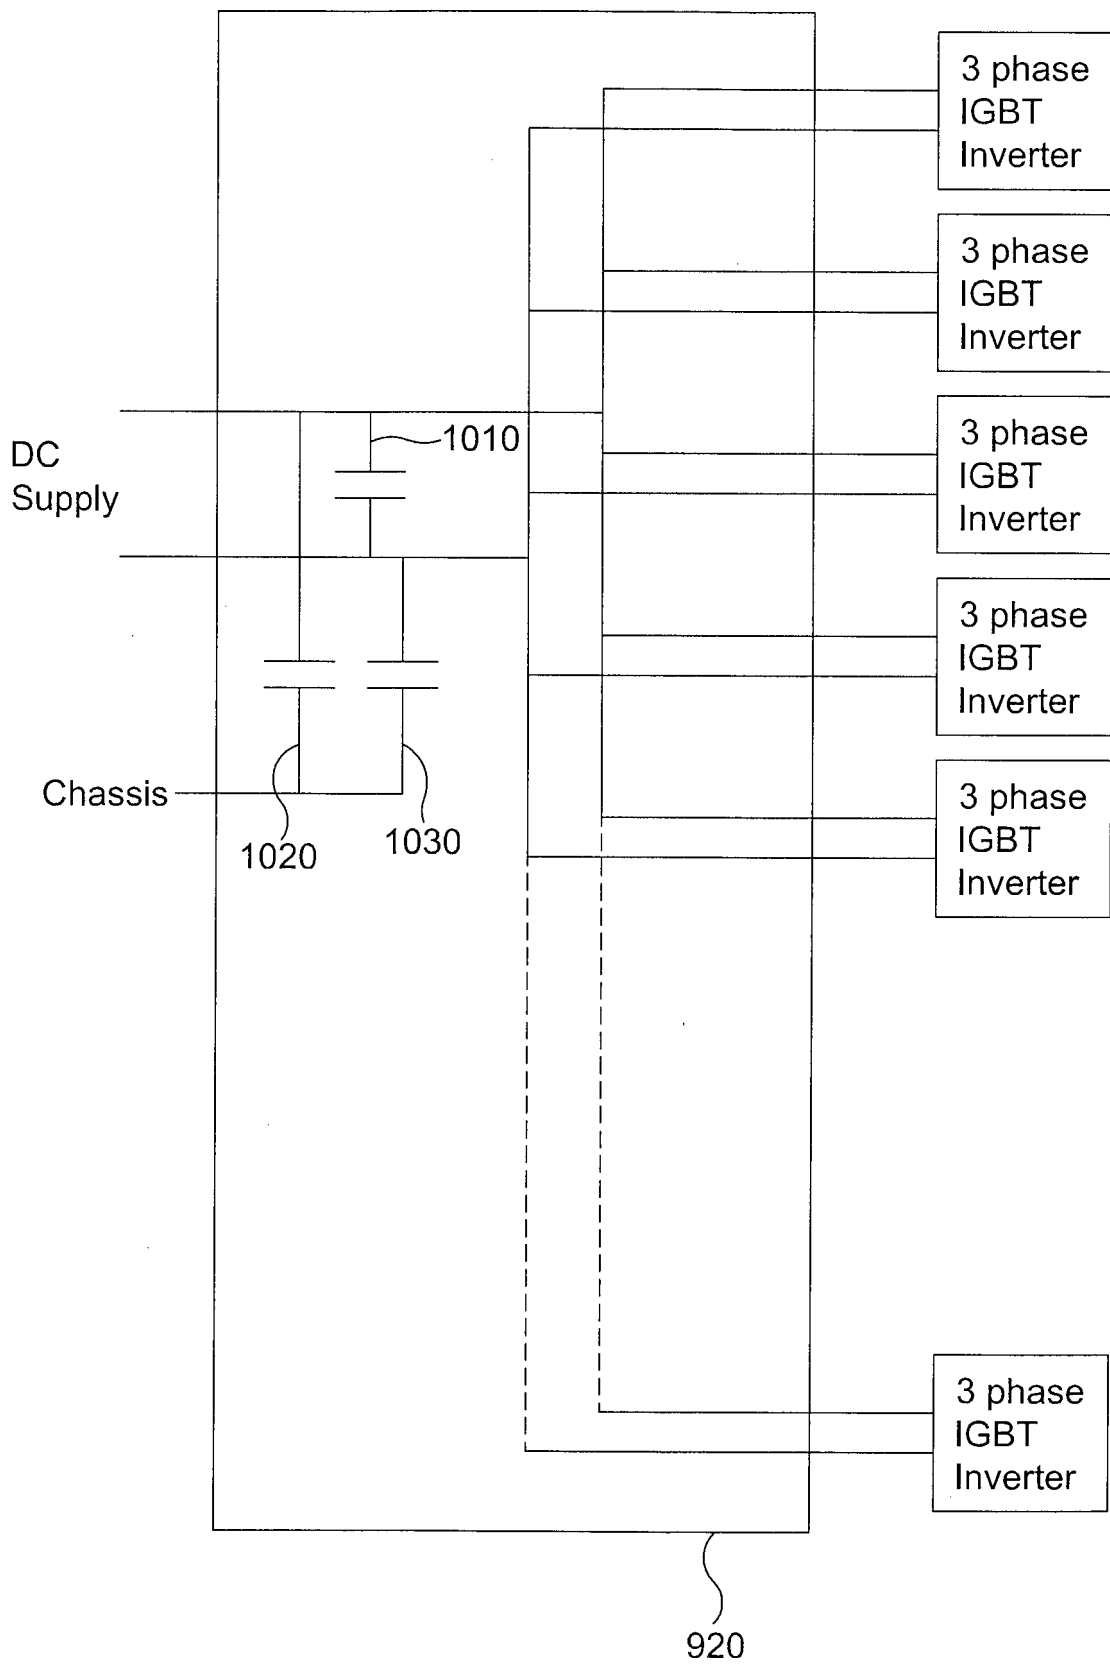 3 phase
IGBT
Inverter
3 phase
IGBT
Inverter
1010
DC
Supply
3 phase
IGBT
Inverter
3 phase
IGBT
Inverter
Chassis
1020
1030
3 phase
IGBT
Inverter
3 phase
IGBT
Inverter
920